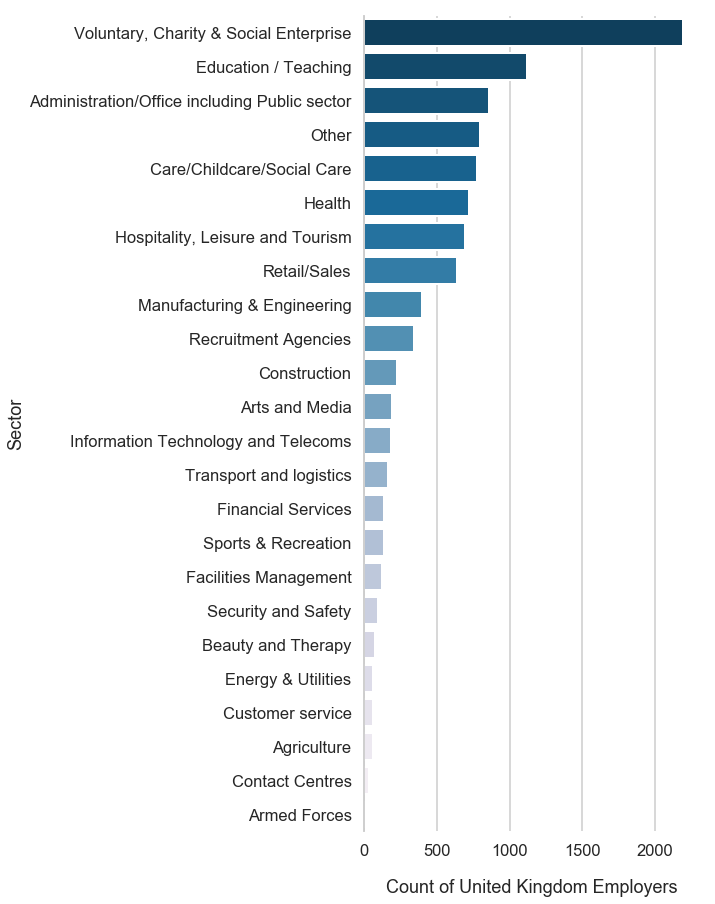 Voluntary, Charity & Social Enterprise
Education / Teaching
Administration/Office including Public sector
Other
Care/Childcare/Social Care
Health
Hospitality, Leisure and Tourism
Retail/Sales
Manufacturing & Engineering
Recruitment Agencies
Construction
Arts and Media
Information Technology and Telecoms
Transport and logistics
Financial Services
Sports & Recreation
Facilities Management
Security and Safety
Beauty and Therapy
Energy & Utilities
Customer service
Agriculture
Contact Centres
Armed Forces
Sector
0 500 1000 1500 2000
Count of United Kingdom Employers